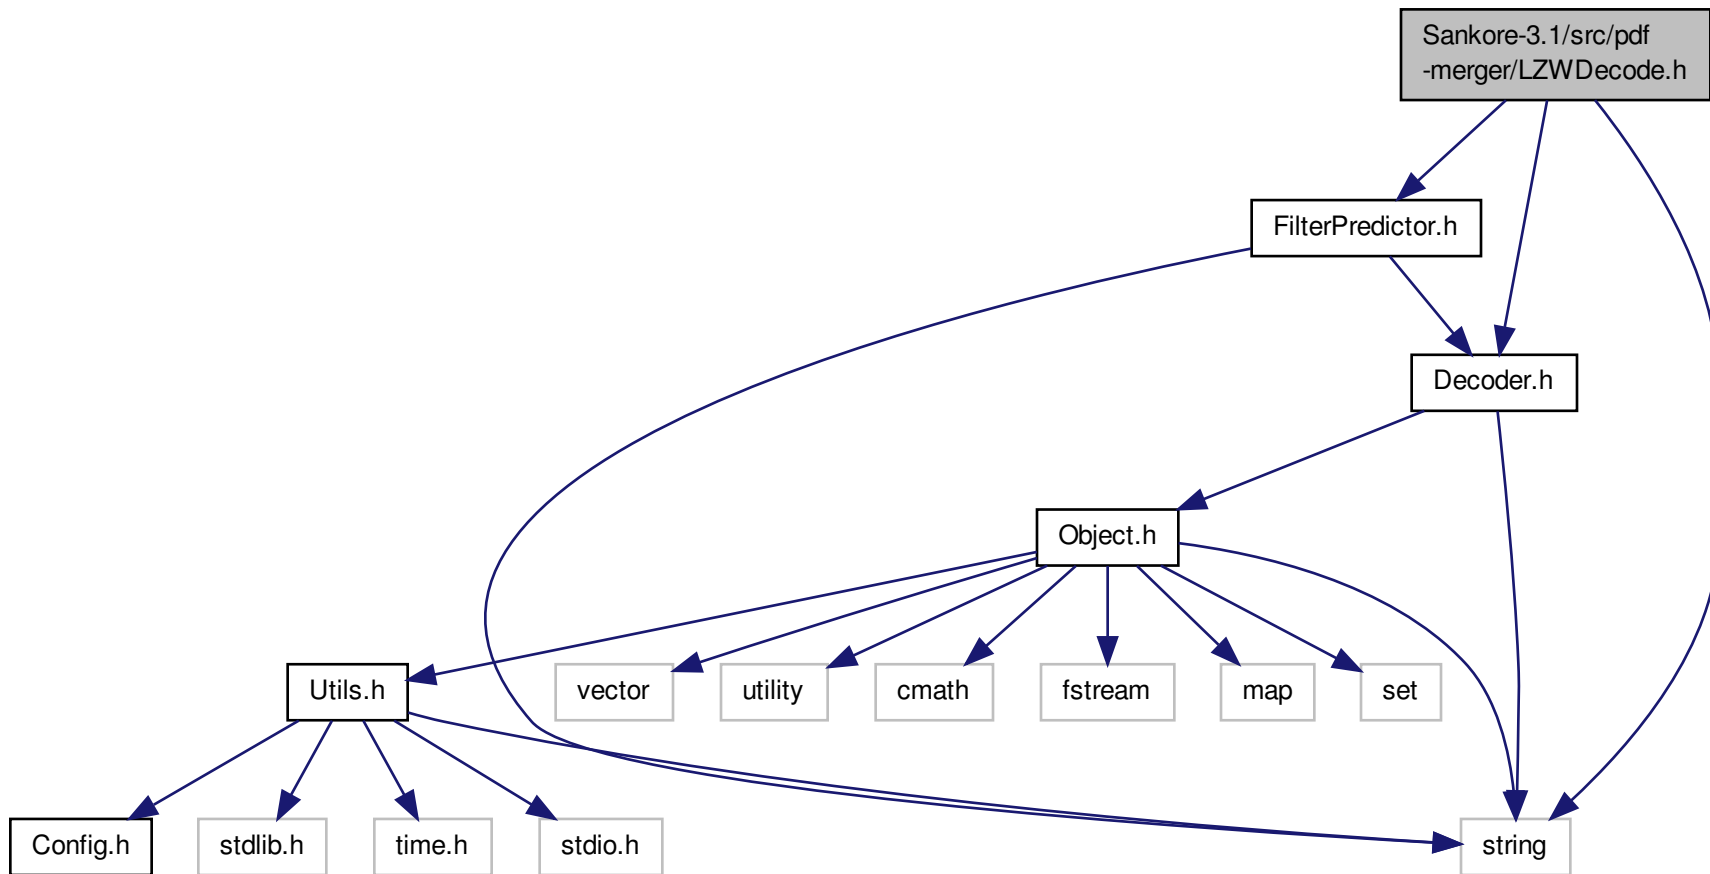 Sankore-3.1/src/pdf
-merger/LZWDecode.h
FilterPredictor.h
Decoder.h
Object.h
Utils.h
vector
utility
cmath
fstream
map
set
Config.h
stdlib.h
time.h
stdio.h
string